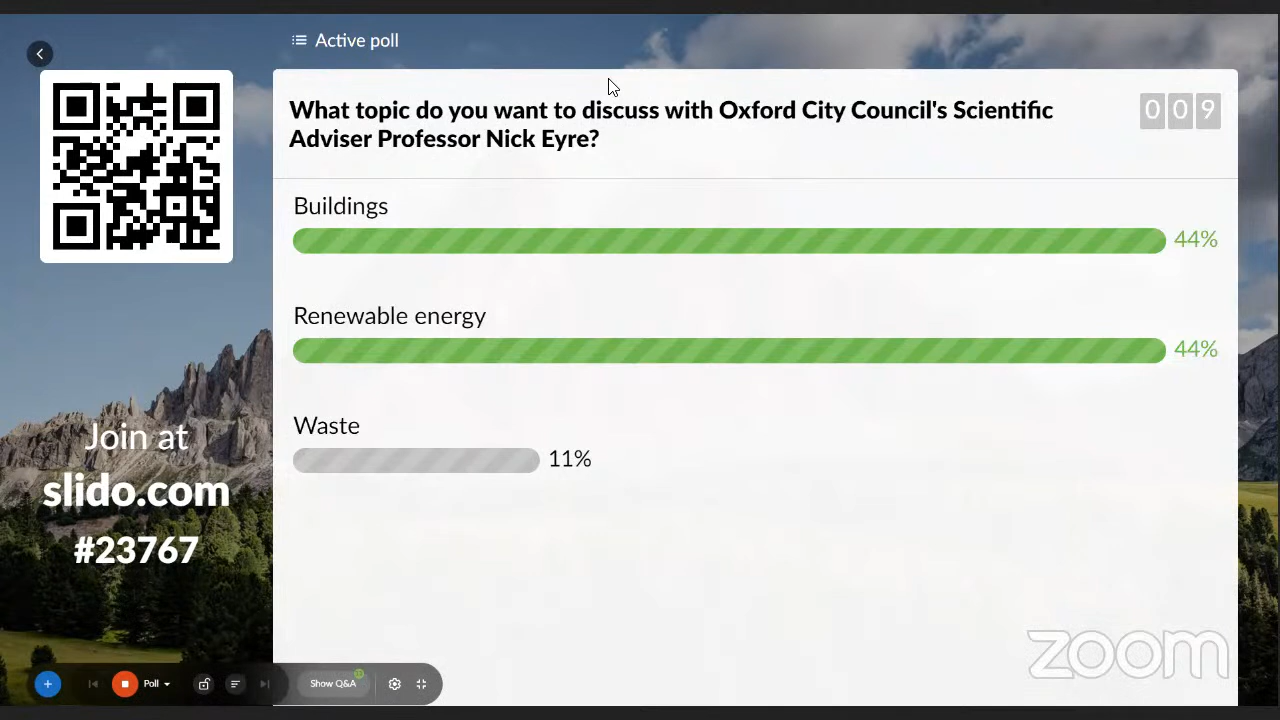 Active poll
What topic do you want to discuss with Oxford City Council's Scientific
Adviser Professor Nick Eyre?
009
Buildings
44%
Renewable energy
44%
Waste
11%
Join at
slido.com
#23767
Poll
Show Q&A
zoom